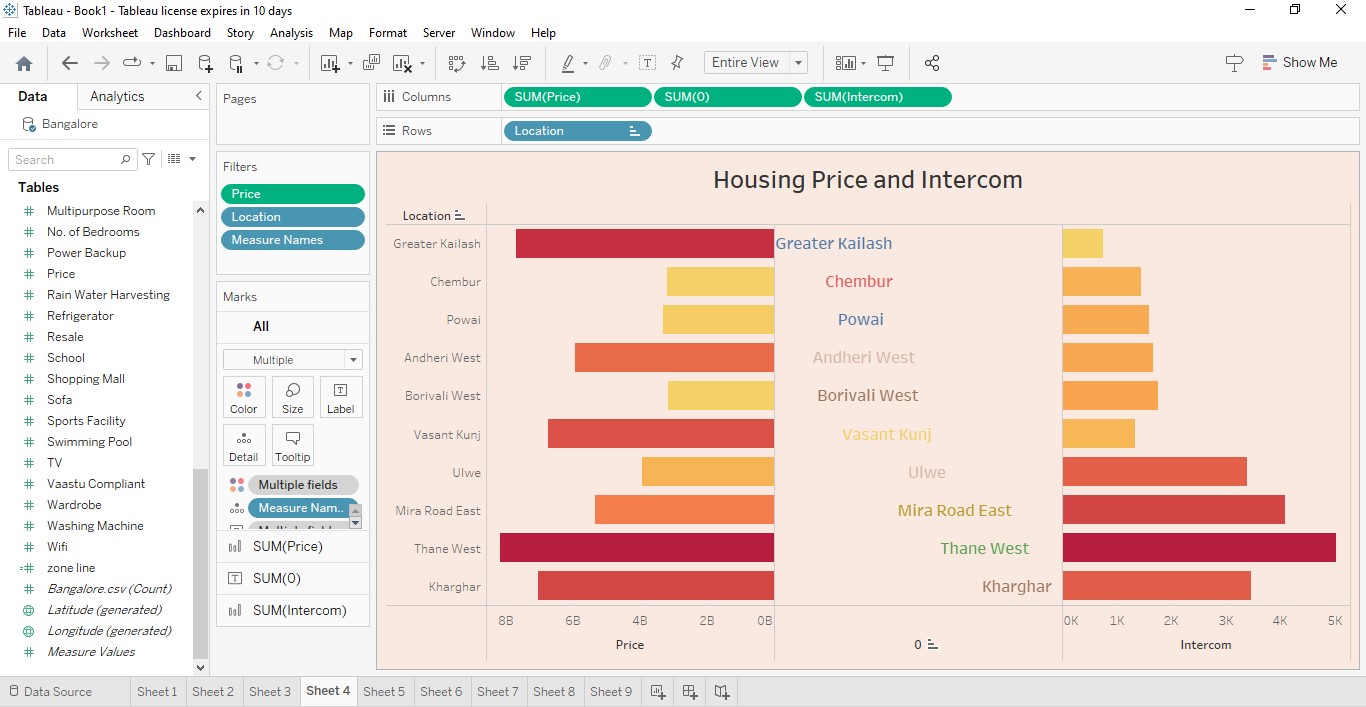 Tableau - Book1 - Tableau license expires in 10 days
File Data Worksheet Dashboard Story Analysis Map Format Server Window Help
Entire View
Show Me
Data Analytics
Bangalore
Search
Tables
Multipurpose Room
No. of Bedrooms
Power Backup
Price
Rain Water Harvesting
Refrigerator
Resale
School
Shopping Mall
Sofa
Sports Facility
Swimming Pool
TV
Vaastu Compliant
Wardrobe
Washing Machine
Wifi
zone line
Bangalore.csv (Count)
Latitude (generated)
Longitude (generated)
Measure Values
Pages
Filters
Price
Location
Measure Names
Marks
All
Multiple
Color Size Label
Detail Tooltip
Multiple fields
Measure Nam..
SUM(Price)
SUM(0)
SUM(Intercom)
Columns SUM(Price) SUM(0) SUM(Intercom)
Rows Location
Housing Price and Intercom
Location
Greater Kailash Greater Kailash
Chembur Chembur
Powai Powai
Andheri West Andheri West
Borivali West Borivali West
Vasant Kunj Vasant Kunj
Ulwe Ulwe
Mira Road East Mira Road East
Thane West Thane West
Kharghar Kharghar
8B 6B 4B 2B 0B 0K 1K 2K 3K 4K 5K
Price 0 Intercom
Data Source Sheet 1 Sheet 2 Sheet 3 Sheet 4 Sheet 5 Sheet 6 Sheet 7 Sheet 8 Sheet 9